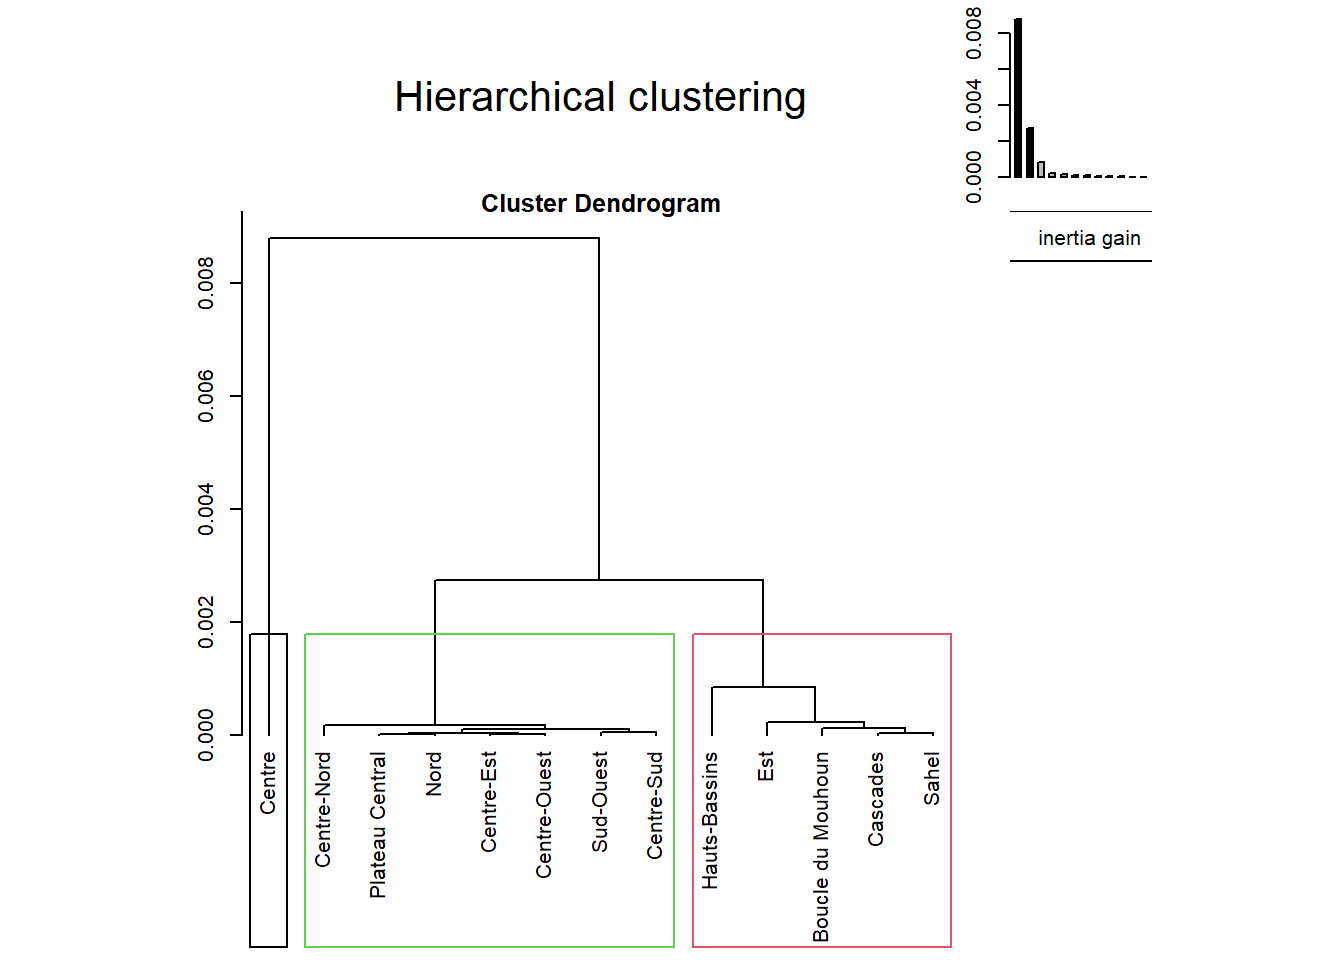 Hierarchical clustering
0.008
0.004
0.000
inertia gain
Cluster Dendrogram
0.008
0.006
0.004
0.002
0.000
Centre
Centre-Nord
Plateau Central
Nord
Centre-Est
Centre-Ouest
Sud-Ouest
Centre-Sud
Hauts-Bassins
Est
Boucle du Mouhoun
Cascades
Sahel